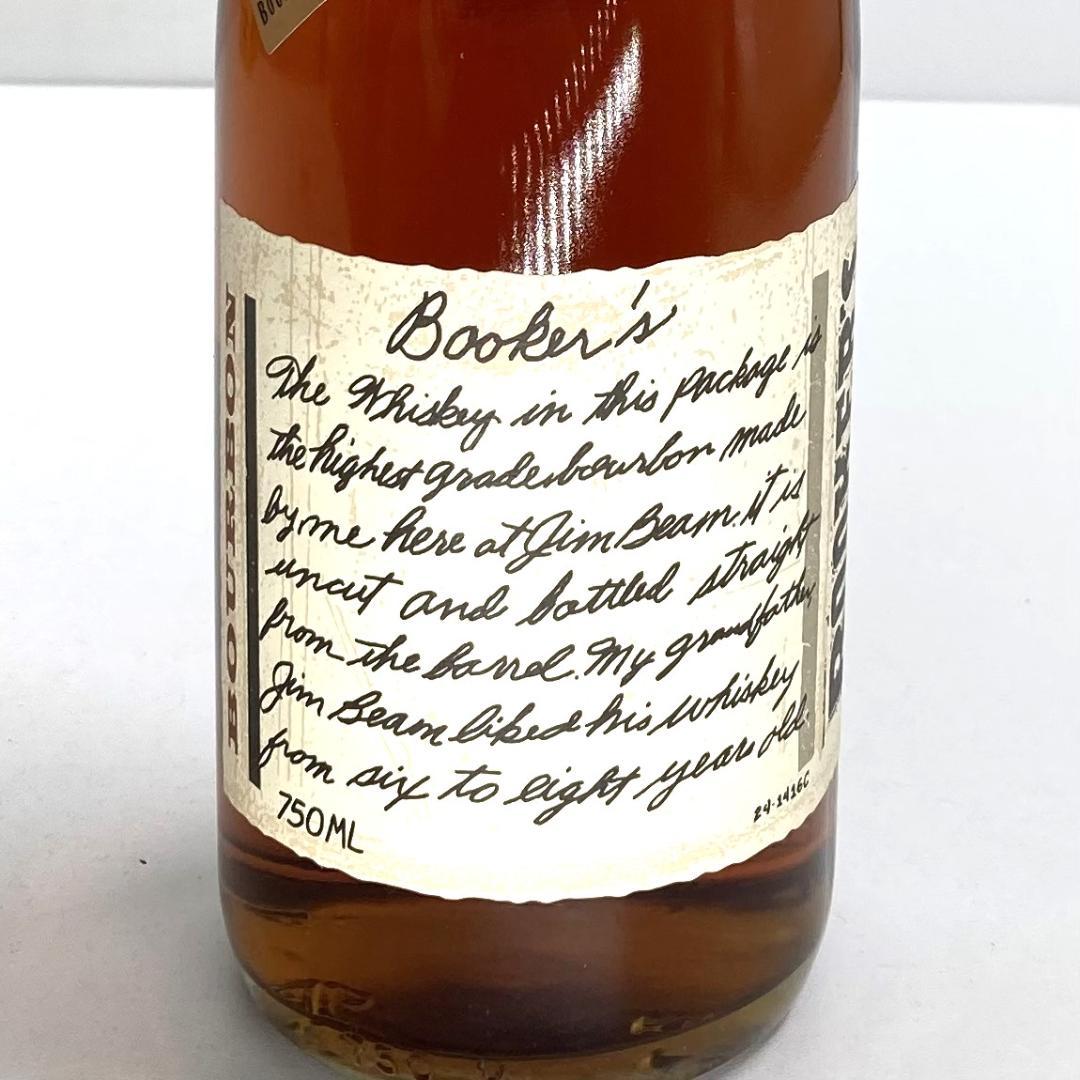 Booker's
The Whiskey in this package is
the highest grade bourbon made
by me here at Jim Beam. it is
uncut and bottled straight
from the barrel. My grandfather,
Jim Beam liked his whiskey
from six to eight years old.
750ML
24-1416C
BOURBON